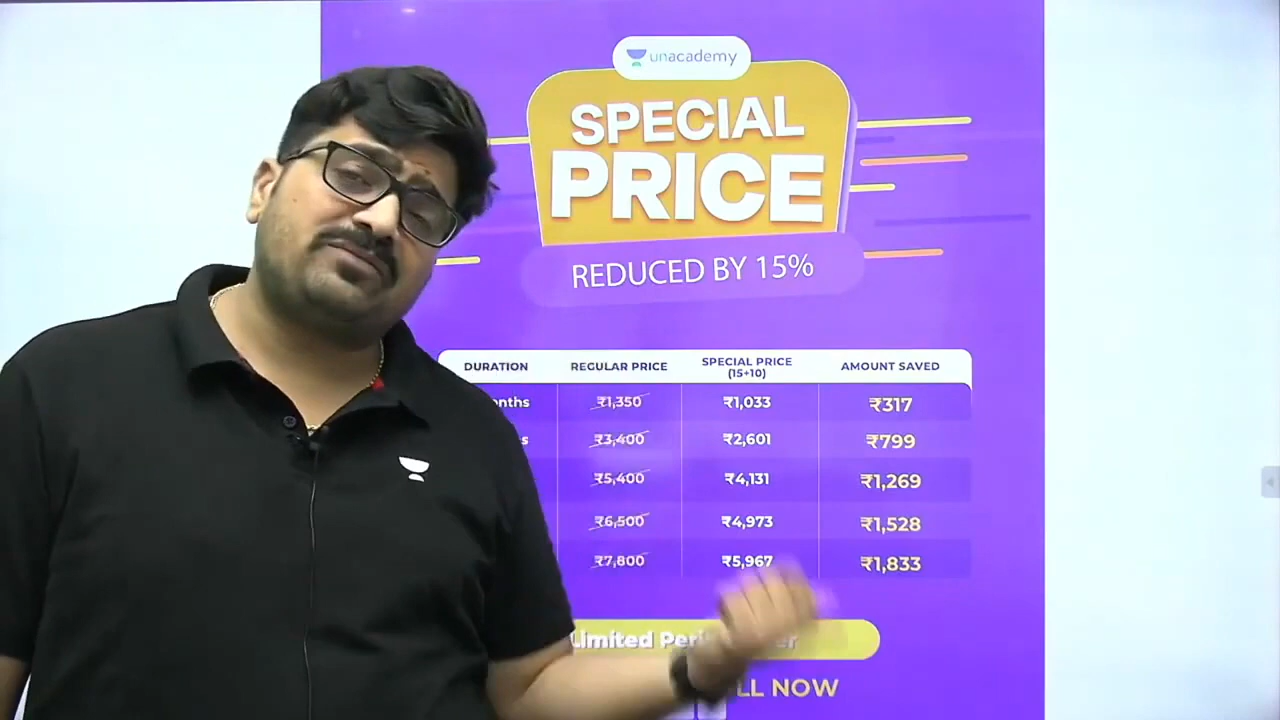 unacademy
SPECIAL
PRICE
REDUCED BY 15%
DURATION REGULAR PRICE SPECIAL PRICE (15+10) AMOUNT SAVED
₹1,350 ₹1,033 ₹317
₹3,400 ₹2,601 ₹799
₹5,400 ₹4,131 ₹1,269
₹6,500 ₹4,973 ₹1,528
₹7,800 ₹5,967 ₹1,833
Limited
NOW